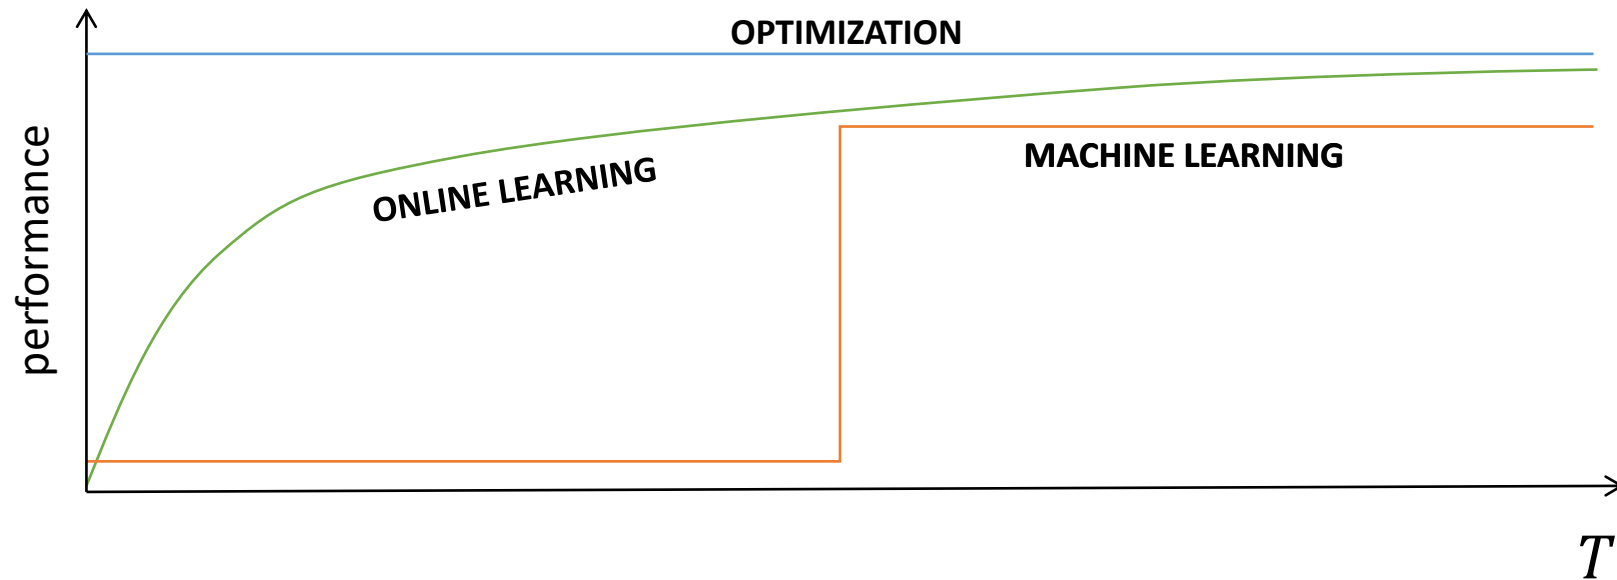 OPTIMIZATION
performance
ONLINE LEARNING
MACHINE LEARNING
T